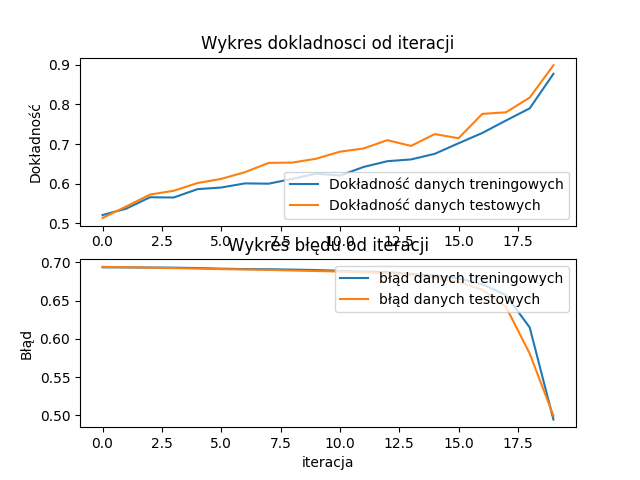 Wykres dokladnosci od iteracji
Dokładność
0.9
0.8
0.7
0.6
0.5
Dokładność danych treningowych
Dokładność danych testowych
0.0 2.5 5.0 7.5 10.0 12.5 15.0 17.5
Wykres błędu od iteracji
Błąd
0.70
0.65
0.60
0.55
0.50
błąd danych treningowych
błąd danych testowych
0.0 2.5 5.0 7.5 10.0 12.5 15.0 17.5
iteracja